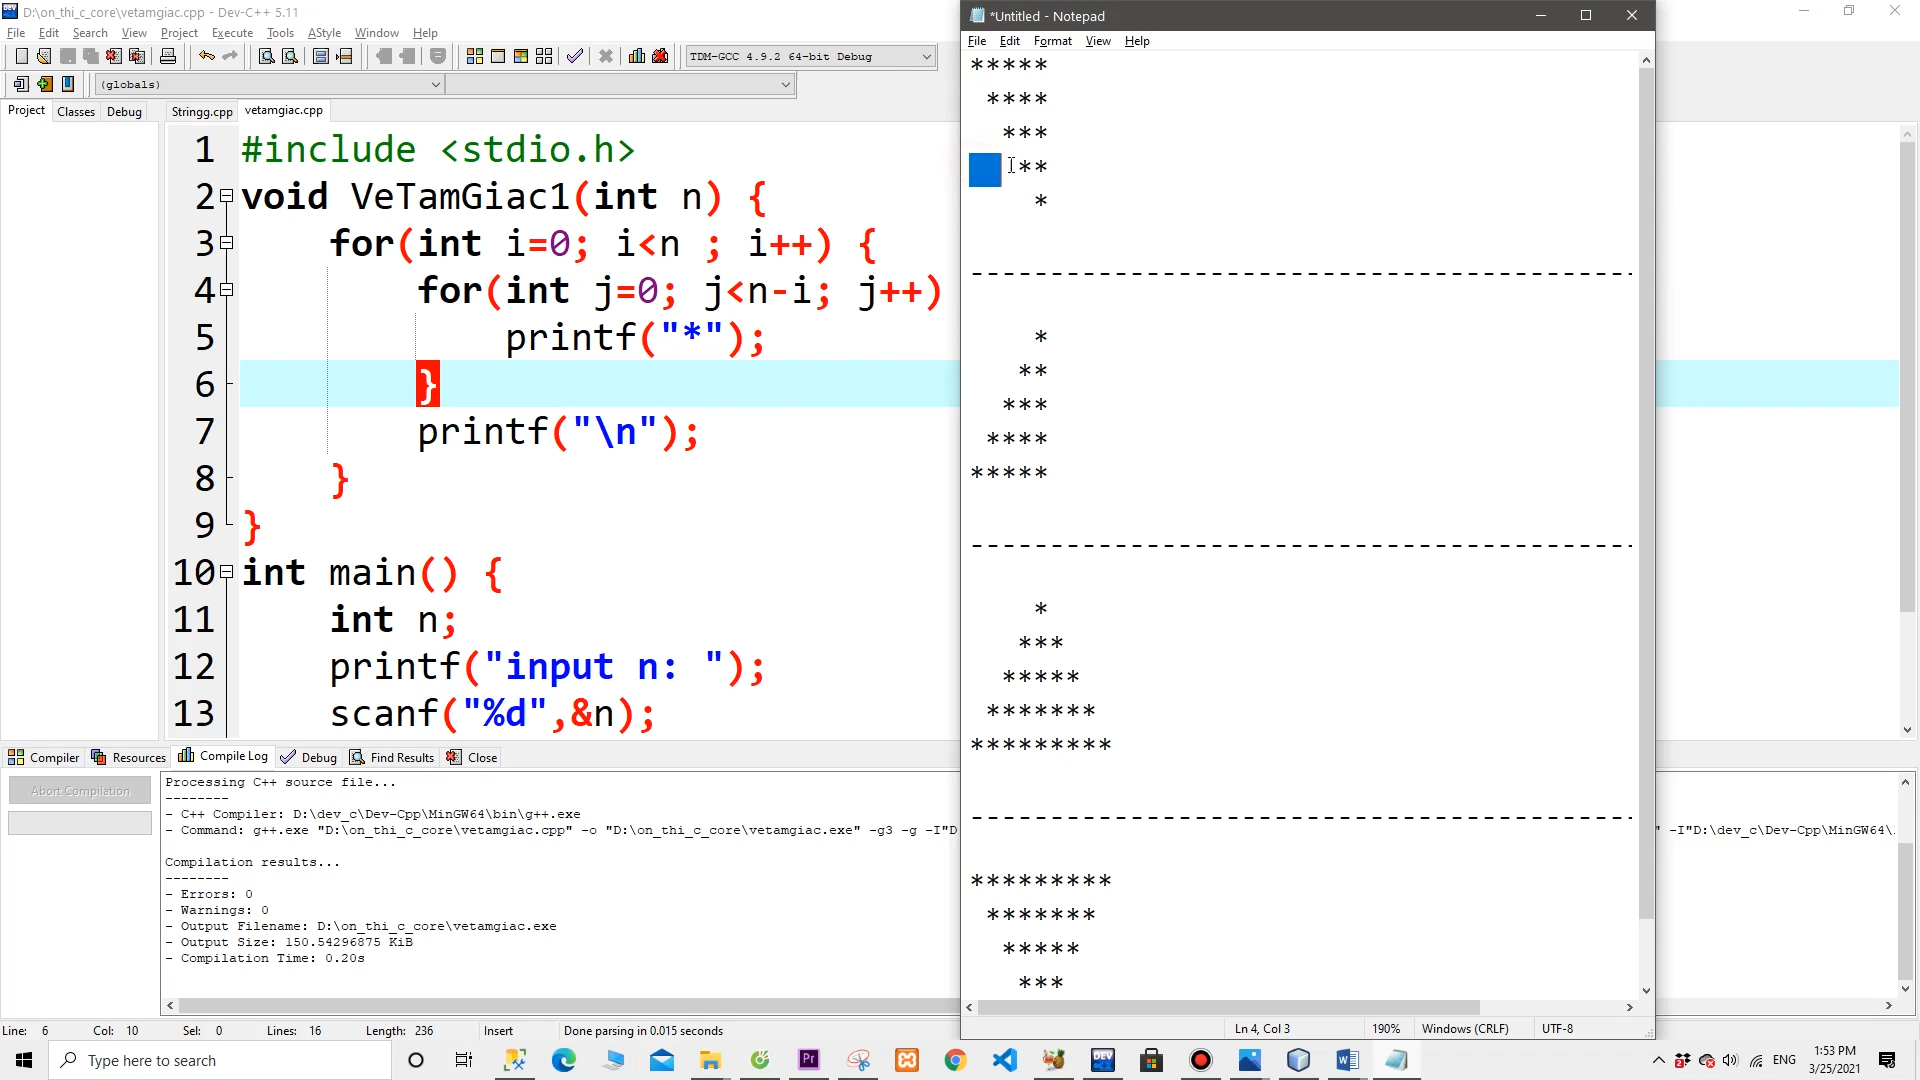 D:\on_thi_c_core\vetamgiac.cpp - Dev-C++ 5.11
File Edit Search View Project Execute Tools AStyle Window Help
TDM-GCC 4.9.2 64-bit Debug
(globals)
Project Classes Debug
Stringg.cpp vetamgiac.cpp
1 #include <stdio.h>
2 void VeTamGiac1(int n) {
3 for(int i=0; i<n ; i++) {
4 for(int j=0; j<n-i; j++)
5 printf("*");
6 }
7 printf("\n");
8 }
9 }
10 int main() {
11 int n;
12 printf("input n: ");
13 scanf("%d",&n);
Compiler Resources Compile Log Debug Find Results Close
Abort Compilation
Processing C++ source file...
--------
- C++ Compiler: D:\dev_c\Dev-Cpp\MinGW64\bin\g++.exe
- Command: g++.exe "D:\on_thi_c_core\vetamgiac.cpp" -o "D:\on_thi_c_core\vetamgiac.exe" -g3 -g -I"D
" -I"D:\dev_c\Dev-Cpp\MinGW64\
Compilation results...
--------
- Errors: 0
- Warnings: 0
- Output Filename: D:\on_thi_c_core\vetamgiac.exe
- Output Size: 150.54296875 KiB
- Compilation Time: 0.20s
Line: 6 Col: 10 Sel: 0 Lines: 16 Length: 236 Insert Done parsing in 0.015 seconds
*Untitled - Notepad
File Edit Format View Help
*****
 ****
  ***
   **
    *
------------------------------------------
    *
   **
  ***
 ****
*****
------------------------------------------
    *
   ***
  *****
 *******
*********
------------------------------------------
*********
 *******
  *****
   ***
Ln 4, Col 3 190% Windows (CRLF) UTF-8
Type here to search
ENG
1:53 PM
3/25/2021